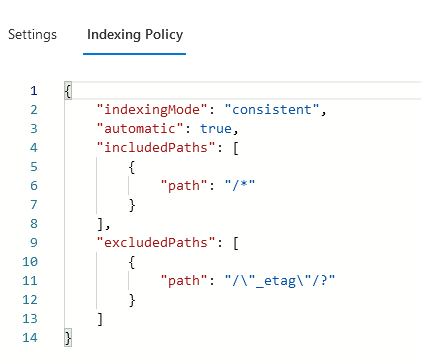 Settings Indexing Policy
1 {
2 "indexingMode": "consistent",
3 "automatic": true,
4 "includedPaths": [
5 {
6 "path": "/*"
7 }
8 ],
9 "excludedPaths": [
10 {
11 "path": "/\"_etag\"/?"
12 }
13 ]
14 }